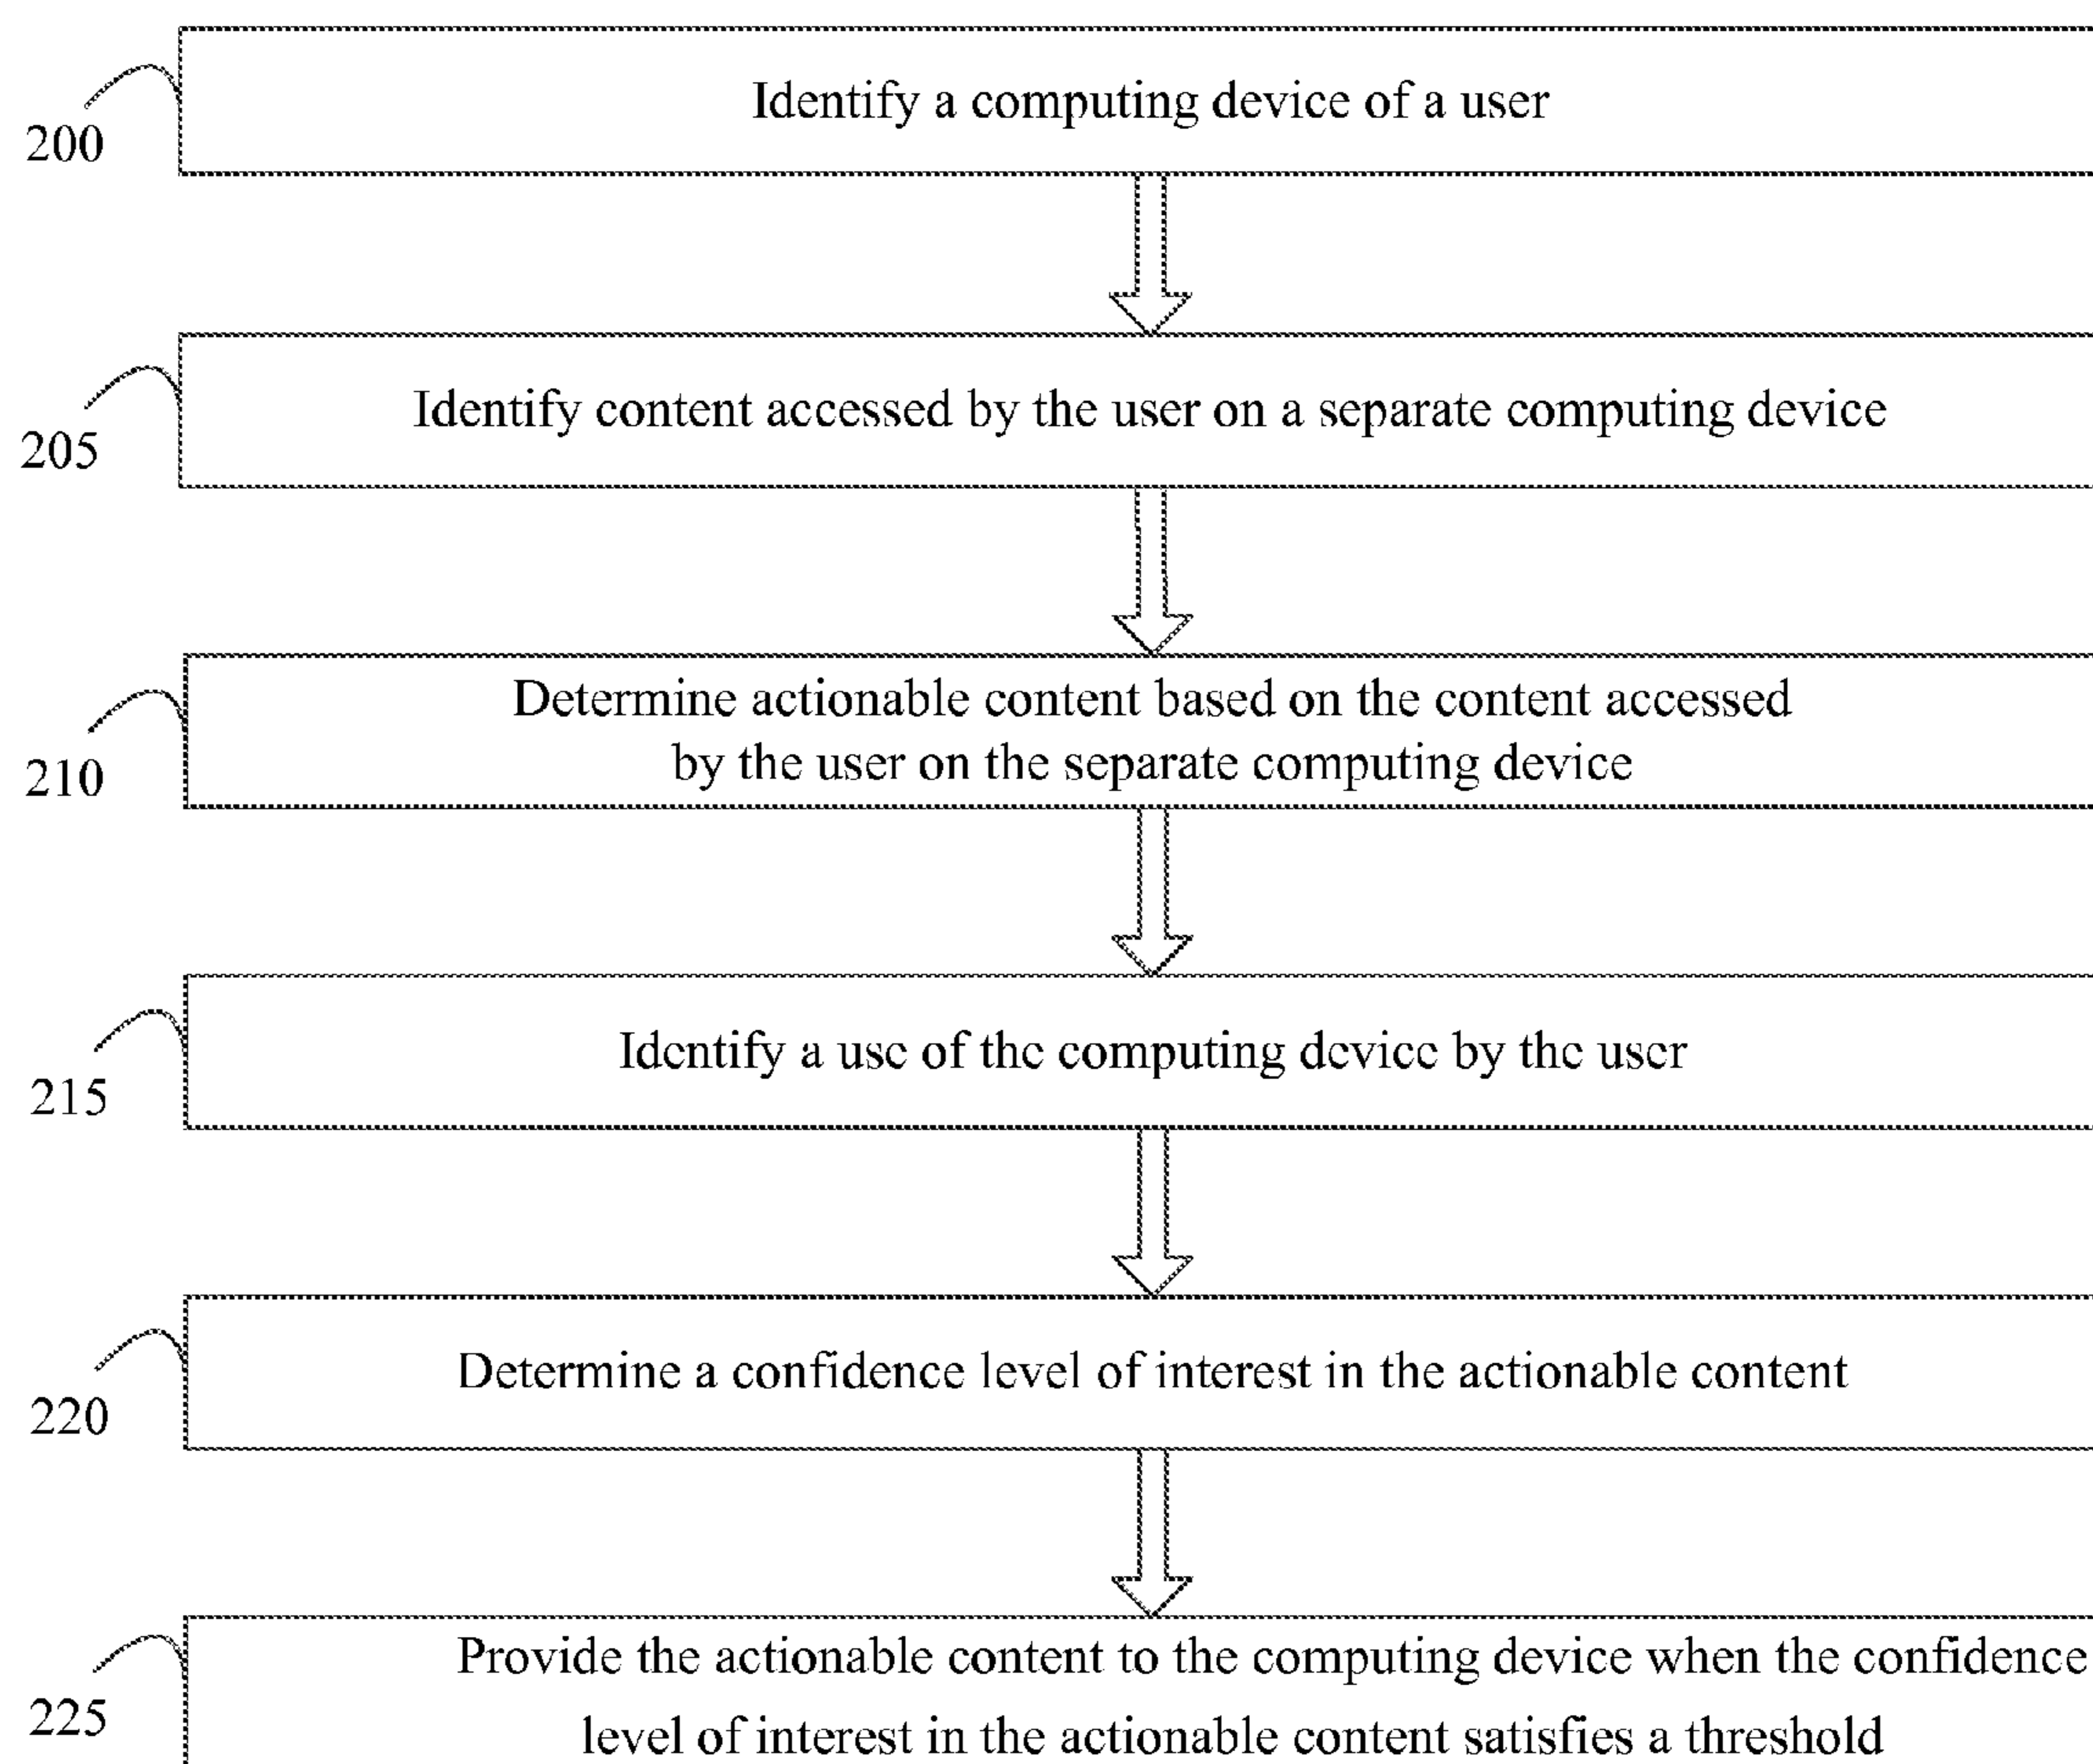 Identify a computing device of a user
200
Identify content accessed by the user on a separate computing device
205
Determine actionable content based on the content accessed
by the user on the separate computing device
210
Identify a use of the computing device by the user
215
Determine a confidence level of interest in the actionable content
220
Provide the actionable content to the computing device when the confidence
level of interest in the actionable content satisfies a threshold
225